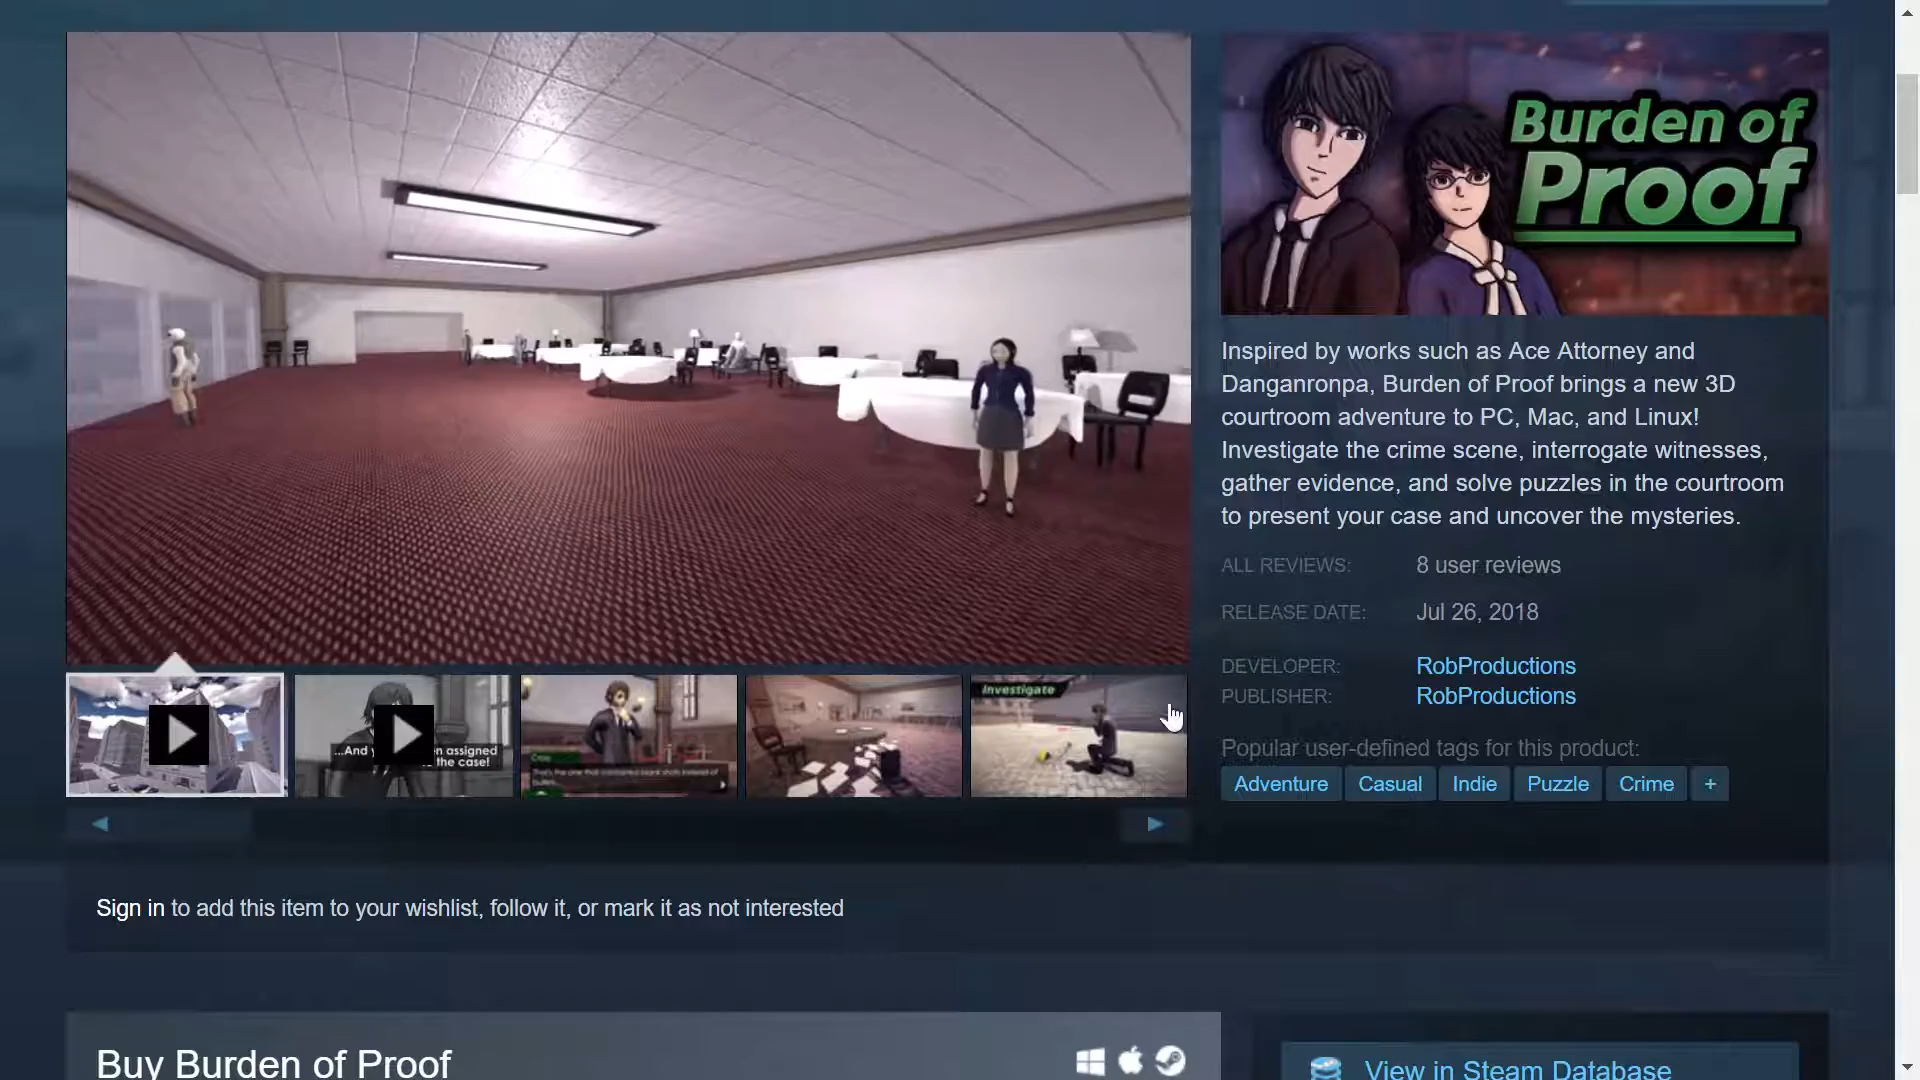 Burden of
Proof
Inspired by works such as Ace Attorney and
Danganronpa, Burden of Proof brings a new 3D
courtroom adventure to PC, Mac, and Linux!
Investigate the crime scene, interrogate witnesses,
gather evidence, and solve puzzles in the courtroom
to present your case and uncover the mysteries.
ALL REVIEWS: 8 user reviews
RELEASE DATE: Jul 26, 2018
DEVELOPER: RobProductions
PUBLISHER: RobProductions
Popular user-defined tags for this product:
Adventure Casual Indie Puzzle Crime +
...And y n assigned
the case!
Investigate
Sign in to add this item to your wishlist, follow it, or mark it as not interested
Buy Burden of Proof
View in Steam Database